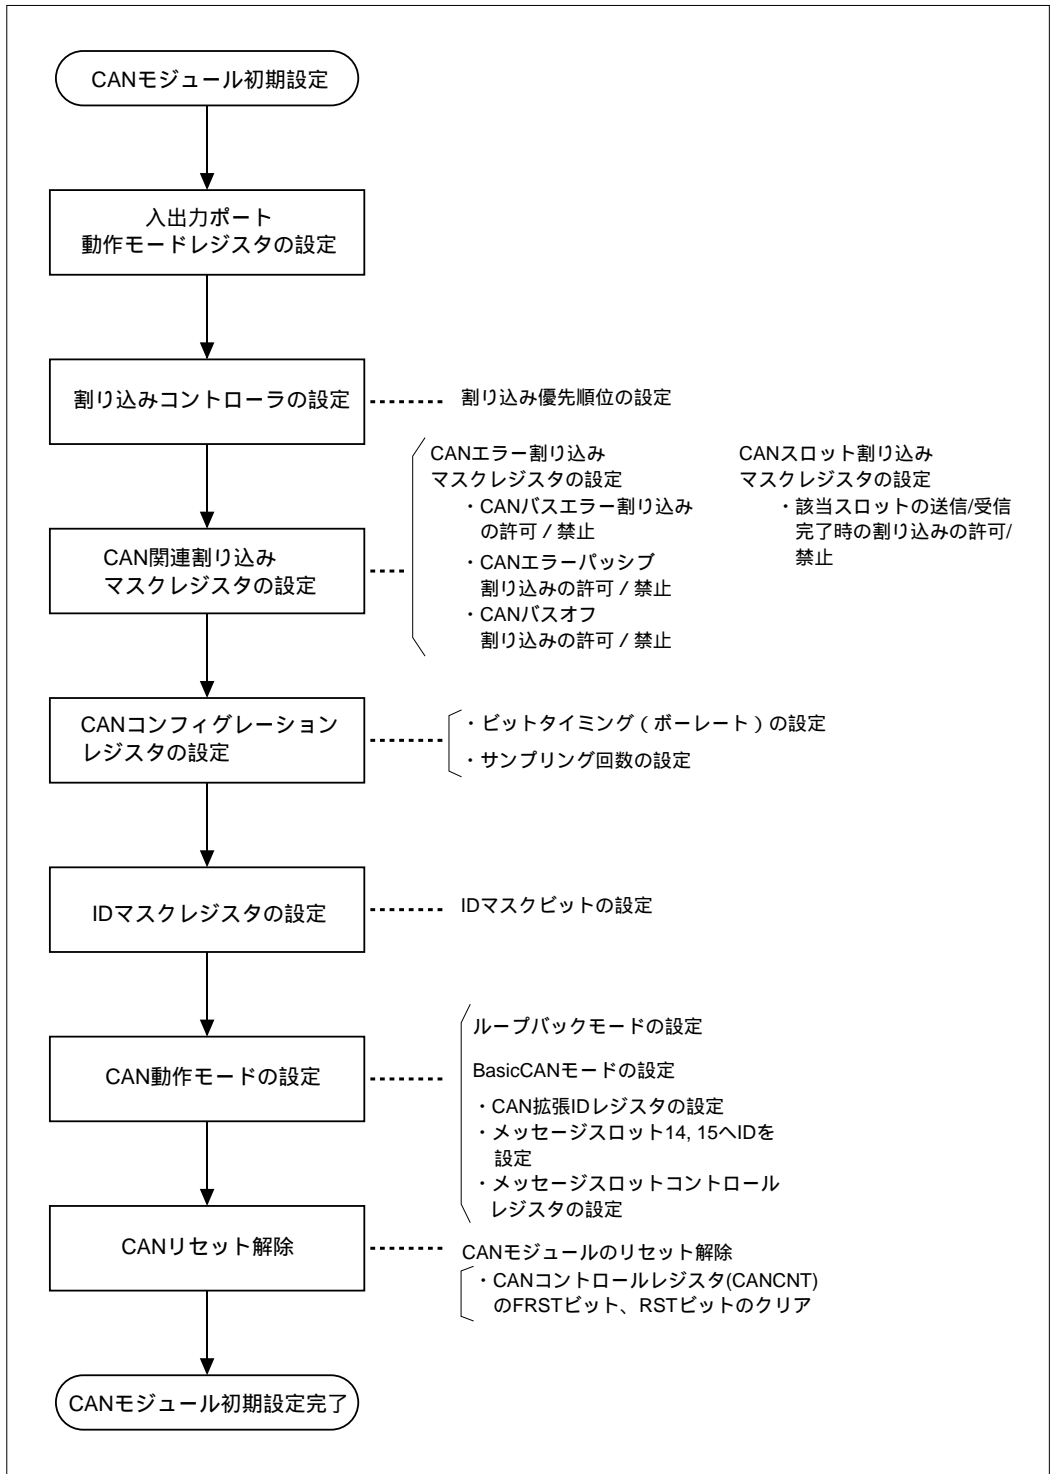 CANモジュール初期設定
入出力ポート
動作モードレジスタの設定
割り込みコントローラの設定
割り込み優先順位の設定
CAN関連割り込み
マスクレジスタの設定
CANエラー割り込み
マスクレジスタの設定
・CANバスエラー割り込み
の許可 / 禁止
・CANエラーパッシブ
割り込みの許可 / 禁止
・CANバスオフ
割り込みの許可 / 禁止
CANスロット割り込み
マスクレジスタの設定
・該当スロットの送信/受信
完了時の割り込みの許可/
禁止
CANコンフィグレーション
レジスタの設定
・ビットタイミング（ボーレート）の設定
・サンプリング回数の設定
IDマスクレジスタの設定
IDマスクビットの設定
CAN動作モードの設定
ループバックモードの設定
BasicCANモードの設定
・CAN拡張IDレジスタの設定
・メッセージスロット14, 15へIDを
設定
・メッセージスロットコントロール
レジスタの設定
CANリセット解除
CANモジュールのリセット解除
・CANコントロールレジスタ(CANCNT)
のFRSTビット、RSTビットのクリア
CANモジュール初期設定完了